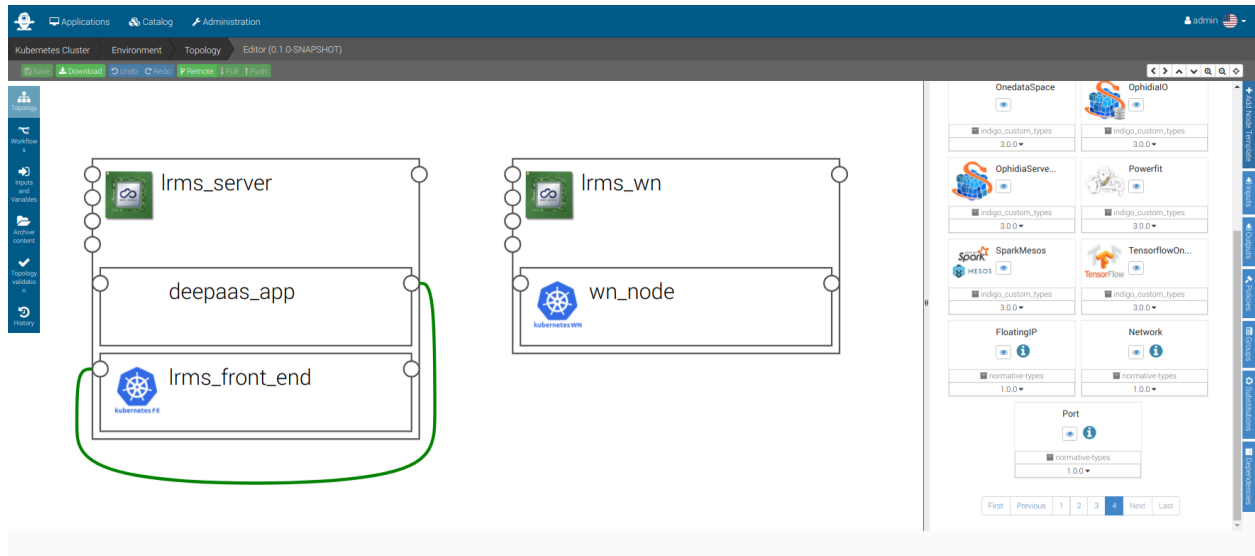 Applications Catalog Administration admin
Kubernetes Cluster Environment Topology Editor (0.1.0-SNAPSHOT)
Save Download Undo Redo Remote Pull Push
Topology
Workflow
s
Inputs
and
Variables
Archive
content
Topology
validatio
n
History
lrms_server
deepaas_app
lrms_front_end
kubernetes FE
lrms_wn
wn_node
kubernetes WN
OnedataSpace OphidiaIO
indigo_custom_types indigo_custom_types
3.0.0 3.0.0
OphidiaServe... Powerfit
indigo_custom_types indigo_custom_types
3.0.0 3.0.0
Spark MESOS SparkMesos TensorFlow TensorflowOn...
indigo_custom_types indigo_custom_types
3.0.0 3.0.0
FloatingIP Network
normative-types normative-types
1.0.0 1.0.0
Port
normative-types
1.0.0
First Previous 1 2 3 4 Next Last
Add Node Template
Inputs
Outputs
Policies
Groups
Substitutions
Dependencies